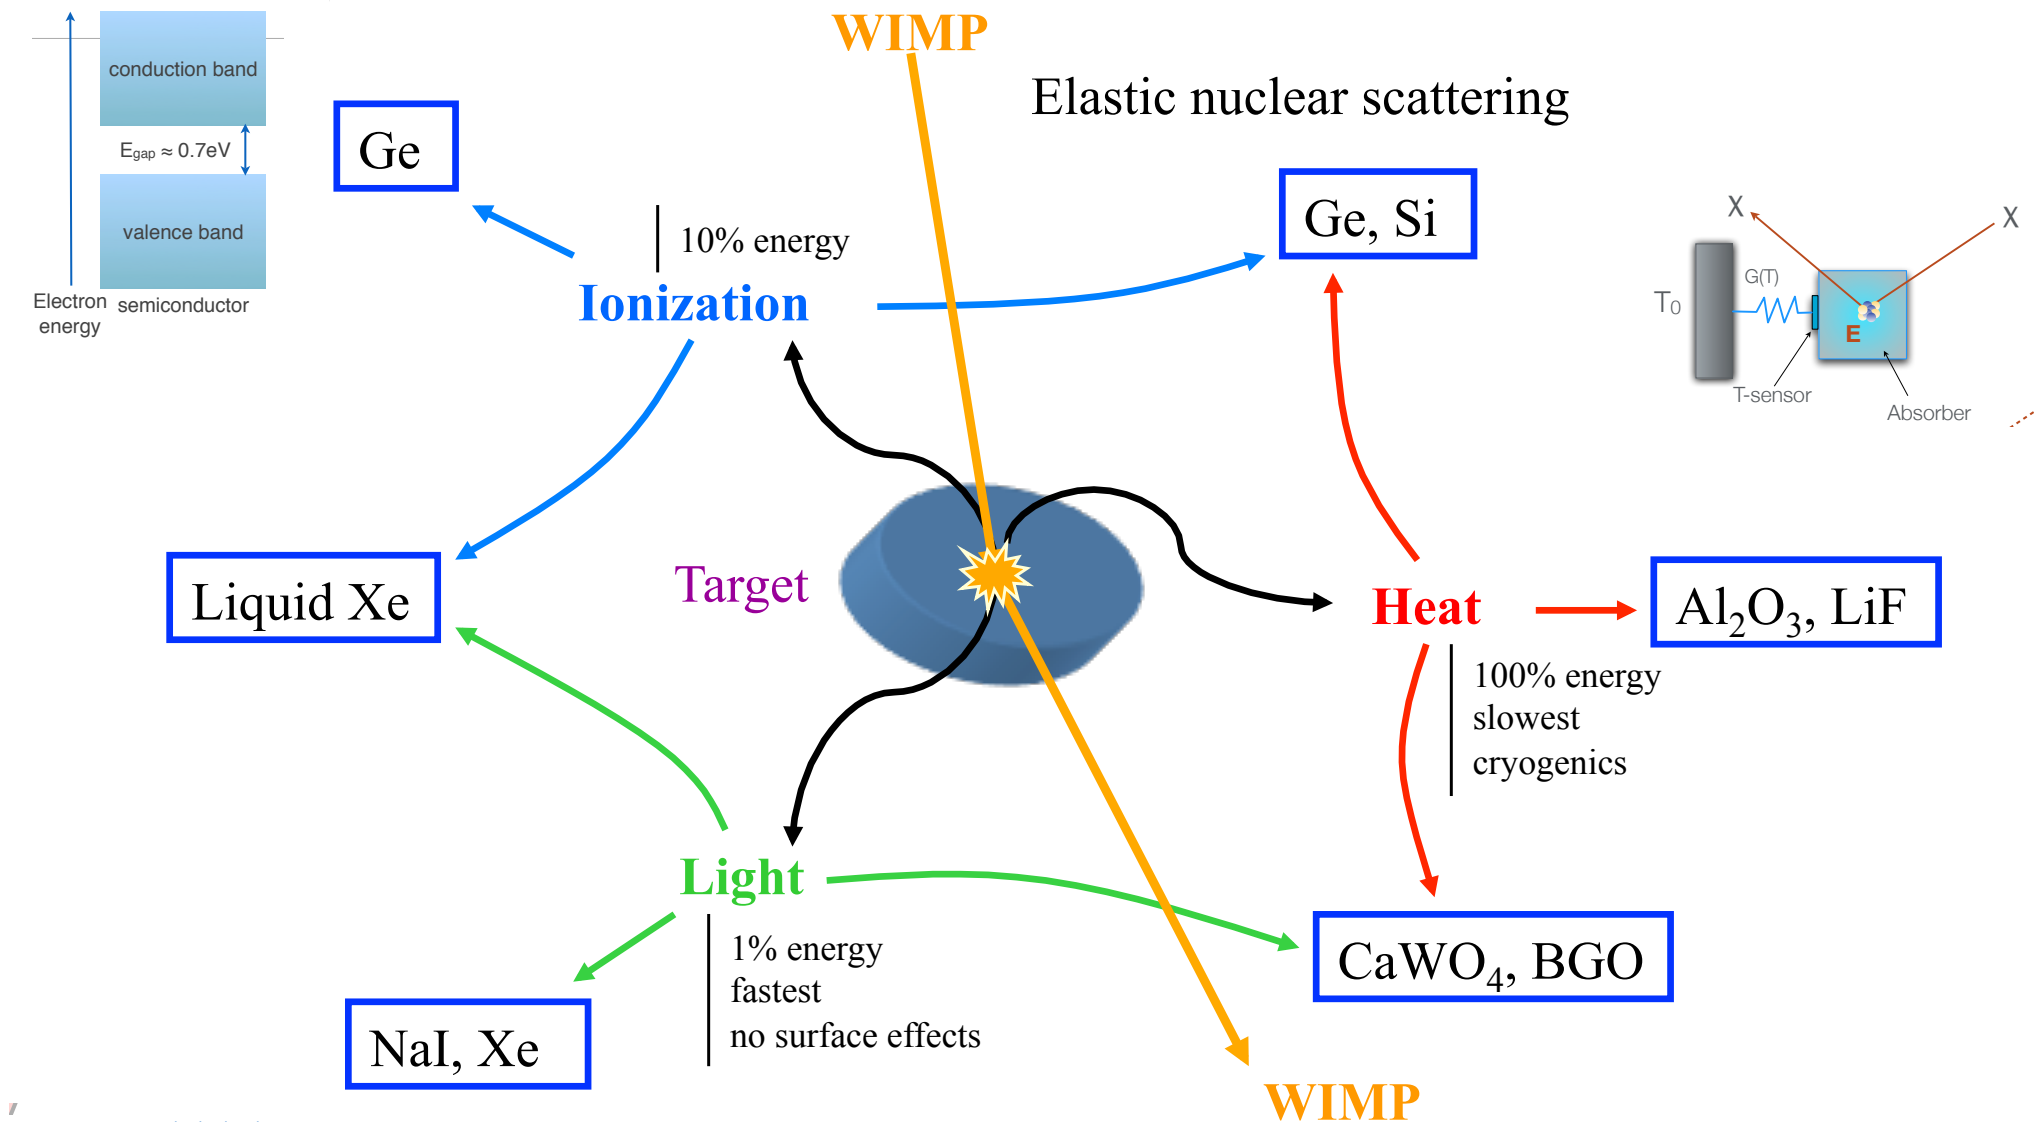 WIMP
Elastic nuclear scattering
conduction band
E_gap ≈ 0.7eV
valence band
Electron energy
semiconductor
Ge
10% energy
Ionization
Ge, Si
X
X
T₀
G(T)
E
T-sensor
Absorber
Liquid Xe
Target
Heat
Al₂O₃, LiF
100% energy
slowest
cryogenics
Light
1% energy
fastest
no surface effects
CaWO₄, BGO
NaI, Xe
WIMP